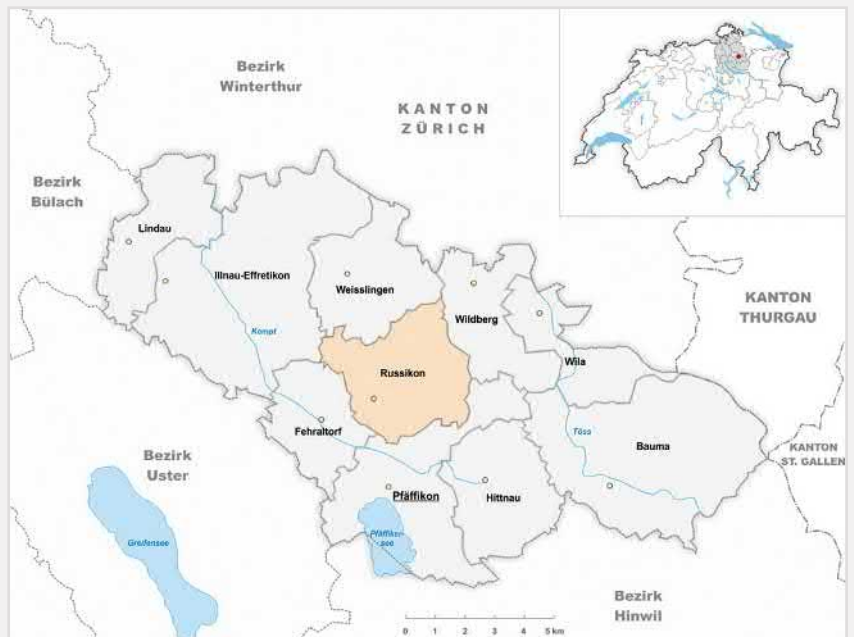 Bezirk
Winterthur
KANTON
ZÜRICH
Bezirk
Bülach
Lindau
Illnau-Effretikon
Weisslingen
Wildberg
KANTON
THURGAU
Kempt
Wila
Russikon
Fehraltorf
Töss
Bauma
KANTON
ST. GALLEN
Bezirk
Uster
Pfäffikon
Hittnau
Greifensee
Pfäffiker-
see
Bezirk
Hinwil
0 1 2 3 4 5 km